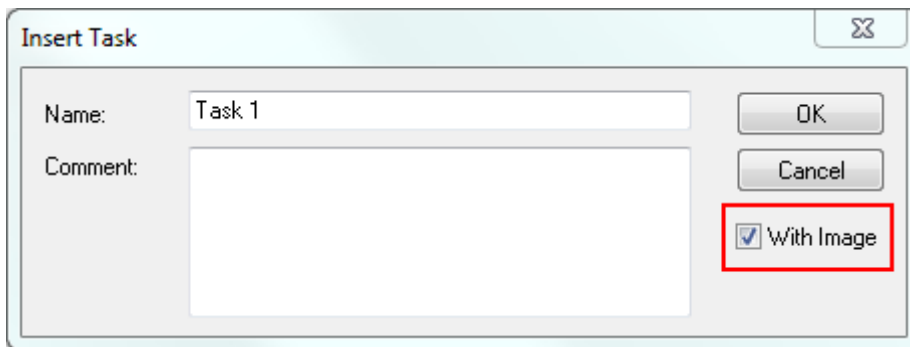 Insert Task
Name:
Task 1
OK
Comment:
Cancel
With Image